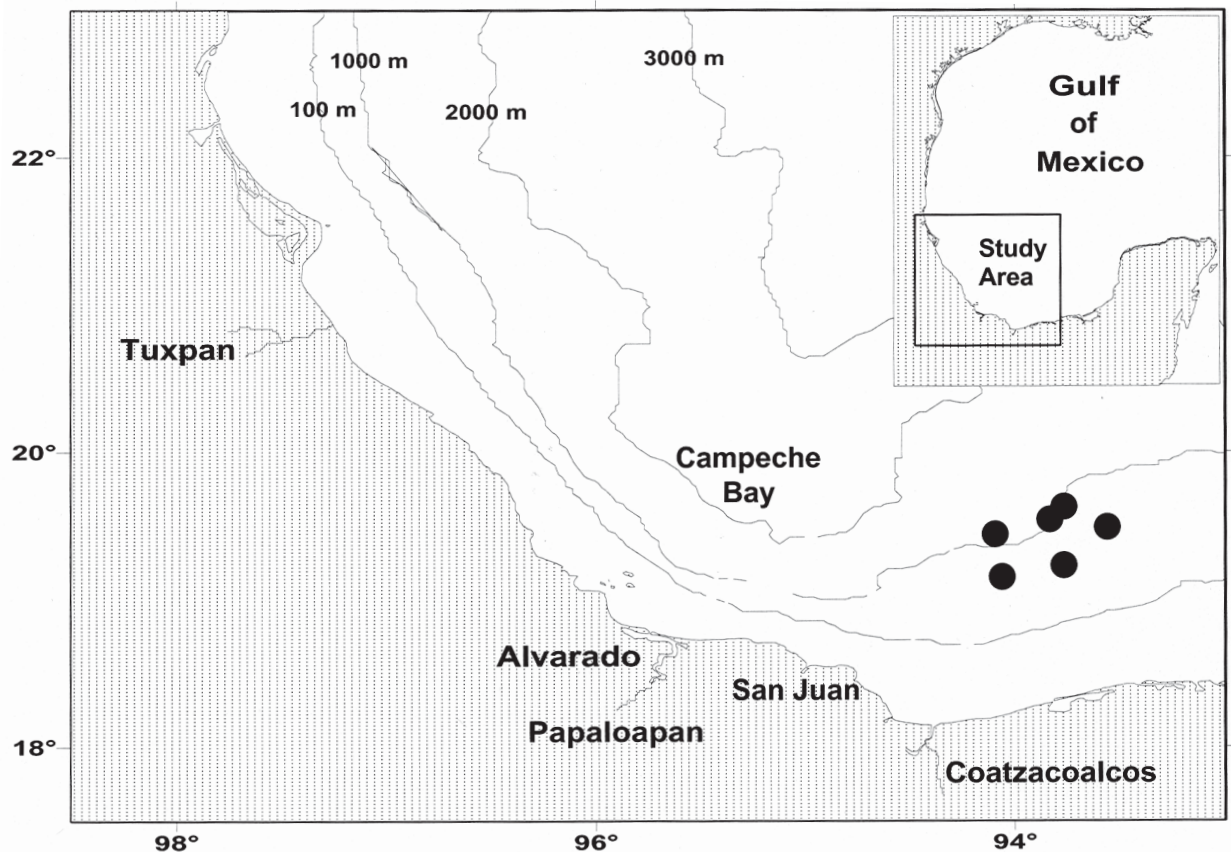 1000 m
3000 m
100 m
2000 m
Gulf
of
Mexico
22°
Study
Area
Tuxpan
20°
Campeche
Bay
Alvarado
San Juan
Papaloapan
18°
Coatzacoalcos
98°
96°
94°